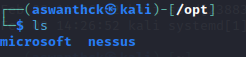 ┌──(aswanthck㉿kali)-[/opt]
└─$ ls
microsoft  nessus